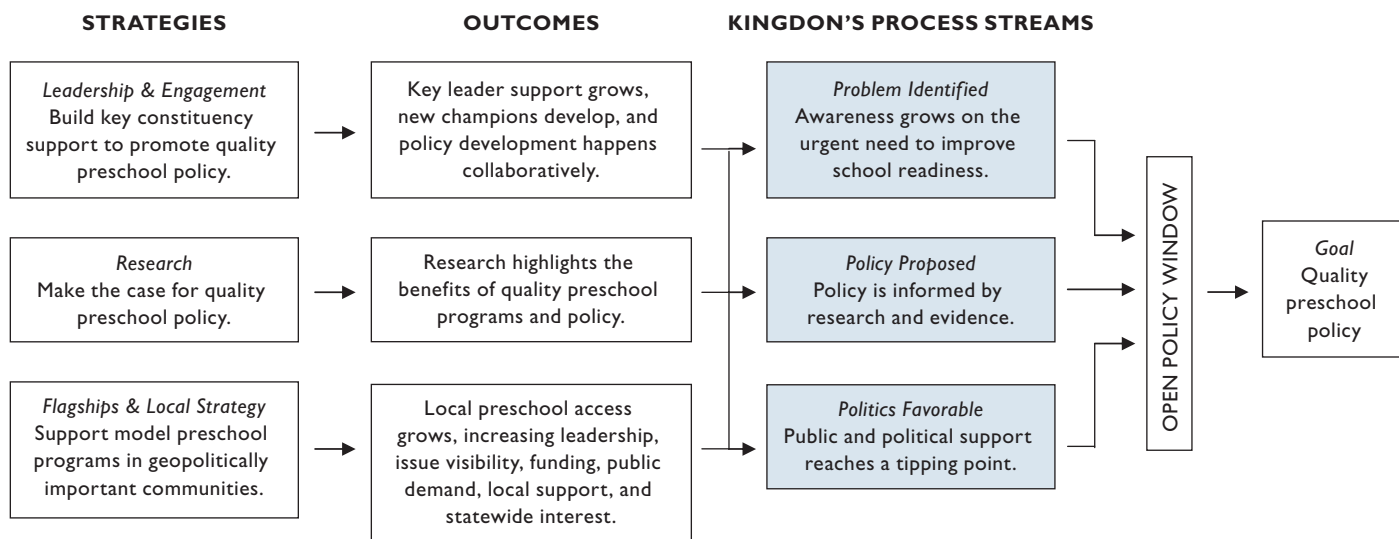 STRATEGIES
OUTCOMES
KINGDON'S PROCESS STREAMS
Leadership & Engagement
Build key constituency
support to promote quality
preschool policy.
Key leader support grows,
new champions develop, and
policy development happens
collaboratively.
Problem Identified
Awareness grows on the
urgent need to improve
school readiness.
Research
Make the case for quality
preschool policy.
Research highlights the
benefits of quality preschool
programs and policy.
Policy Proposed
Policy is informed by
research and evidence.
Flagships & Local Strategy
Support model preschool
programs in geopolitically
important communities.
Local preschool access
grows, increasing leadership,
issue visibility, funding, public
demand, local support, and
statewide interest.
Politics Favorable
Public and political support
reaches a tipping point.
OPEN POLICY WINDOW
Goal
Quality
preschool
policy